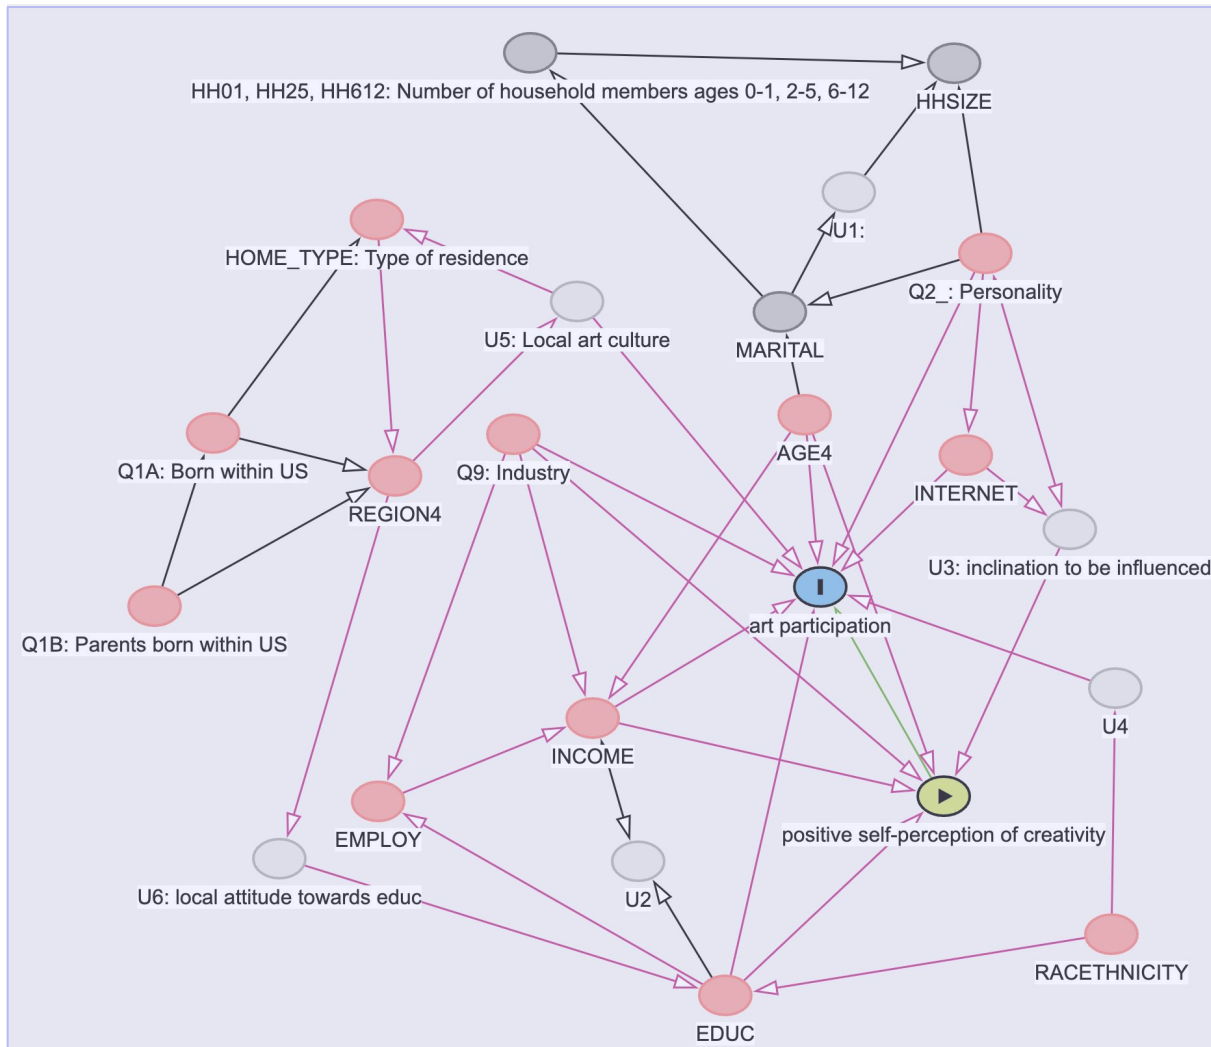 HH01, HH25, HH612: Number of household members ages 0-1, 2-5, 6-12
HHSIZE
U1:
HOME_TYPE: Type of residence
Q2_: Personality
U5: Local art culture
MARITAL
AGE4
Q1A: Born within US
Q9: Industry
INTERNET
REGION4
U3: inclination to be influenced
art participation
Q1B: Parents born within US
U4
INCOME
positive self-perception of creativity
EMPLOY
U6: local attitude towards educ
U2
RACETHNICITY
EDUC